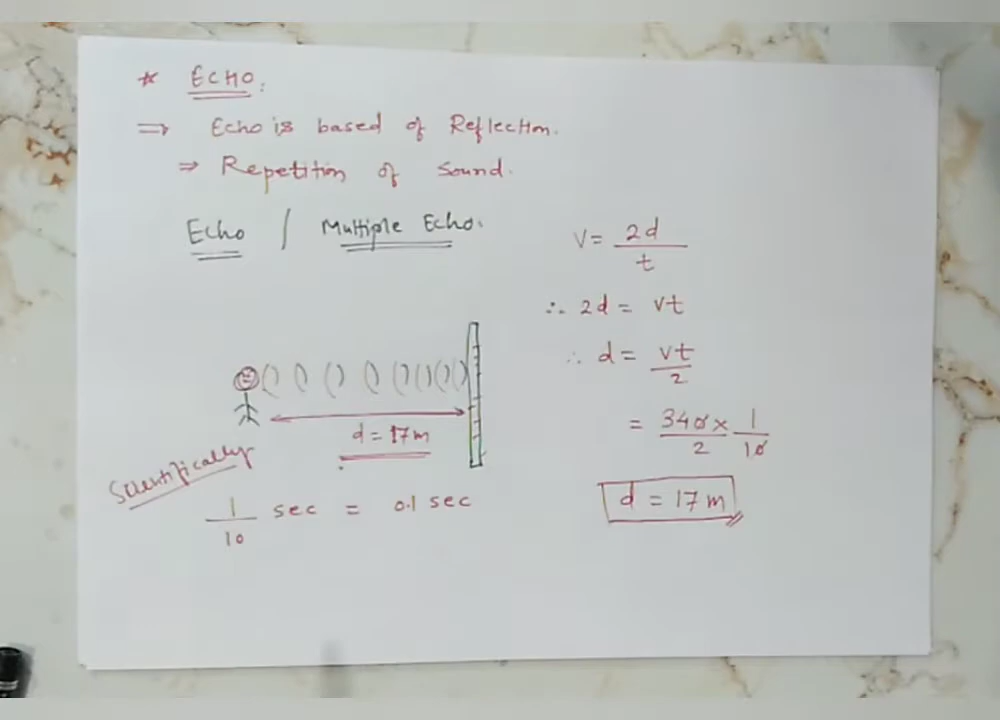 * ECHO.
⇒ Echo is based of Reflection.
⇒ Repetition of Sound.
Echo / Multiple Echo.
d = 17m
Scientifically
1/10 sec = 0.1 sec
V = 2d/t
∴ 2d = vt
∴ d = vt/2
= 340/2 × 1/10
d = 17m